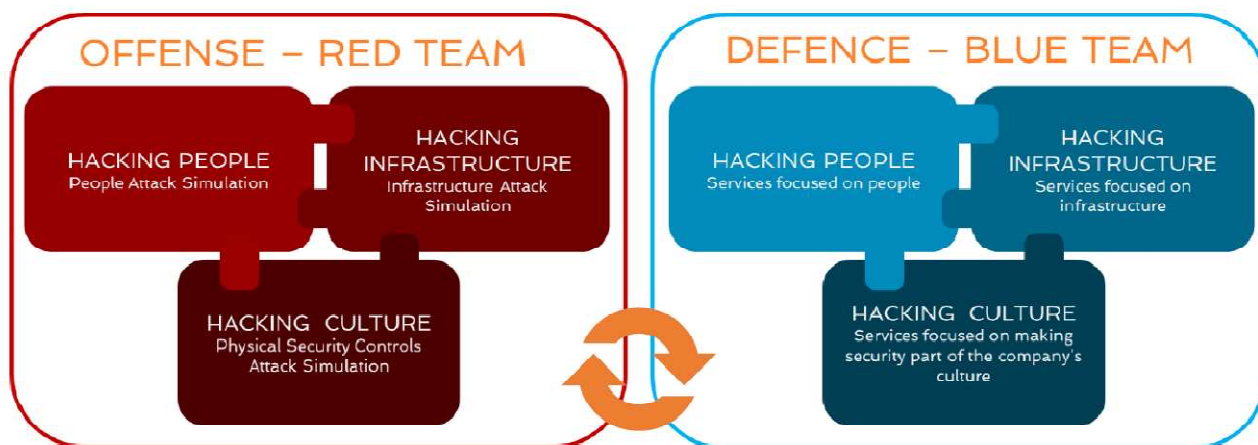 OFFENSE – RED TEAM
HACKING PEOPLE
People Attack Simulation
HACKING
INFRASTRUCTURE
Infrastructure Attack
Simulation
HACKING CULTURE
Physical Security Controls
Attack Simulation
DEFENCE – BLUE TEAM
HACKING PEOPLE
Services focused on people
HACKING
INFRASTRUCTURE
Services focused on
infrastructure
HACKING CULTURE
Services focused on making
security part of the company's
culture